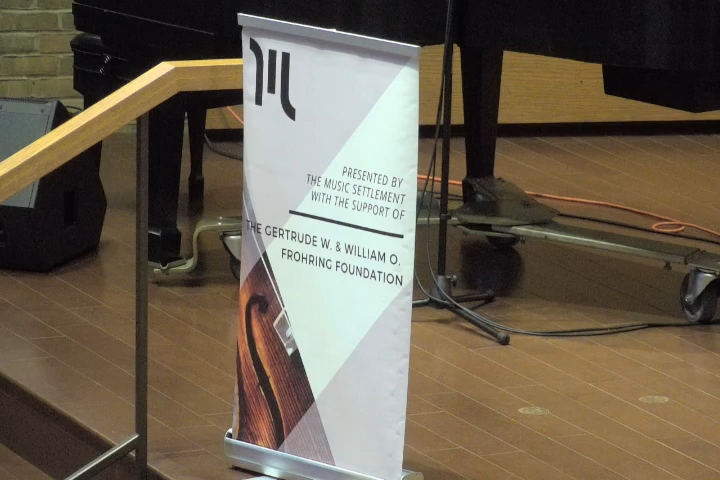 PRESENTED BY
THE MUSIC SETTLEMENT
WITH THE SUPPORT OF
THE GERTRUDE W. & WILLIAM O.
FROHRING FOUNDATION